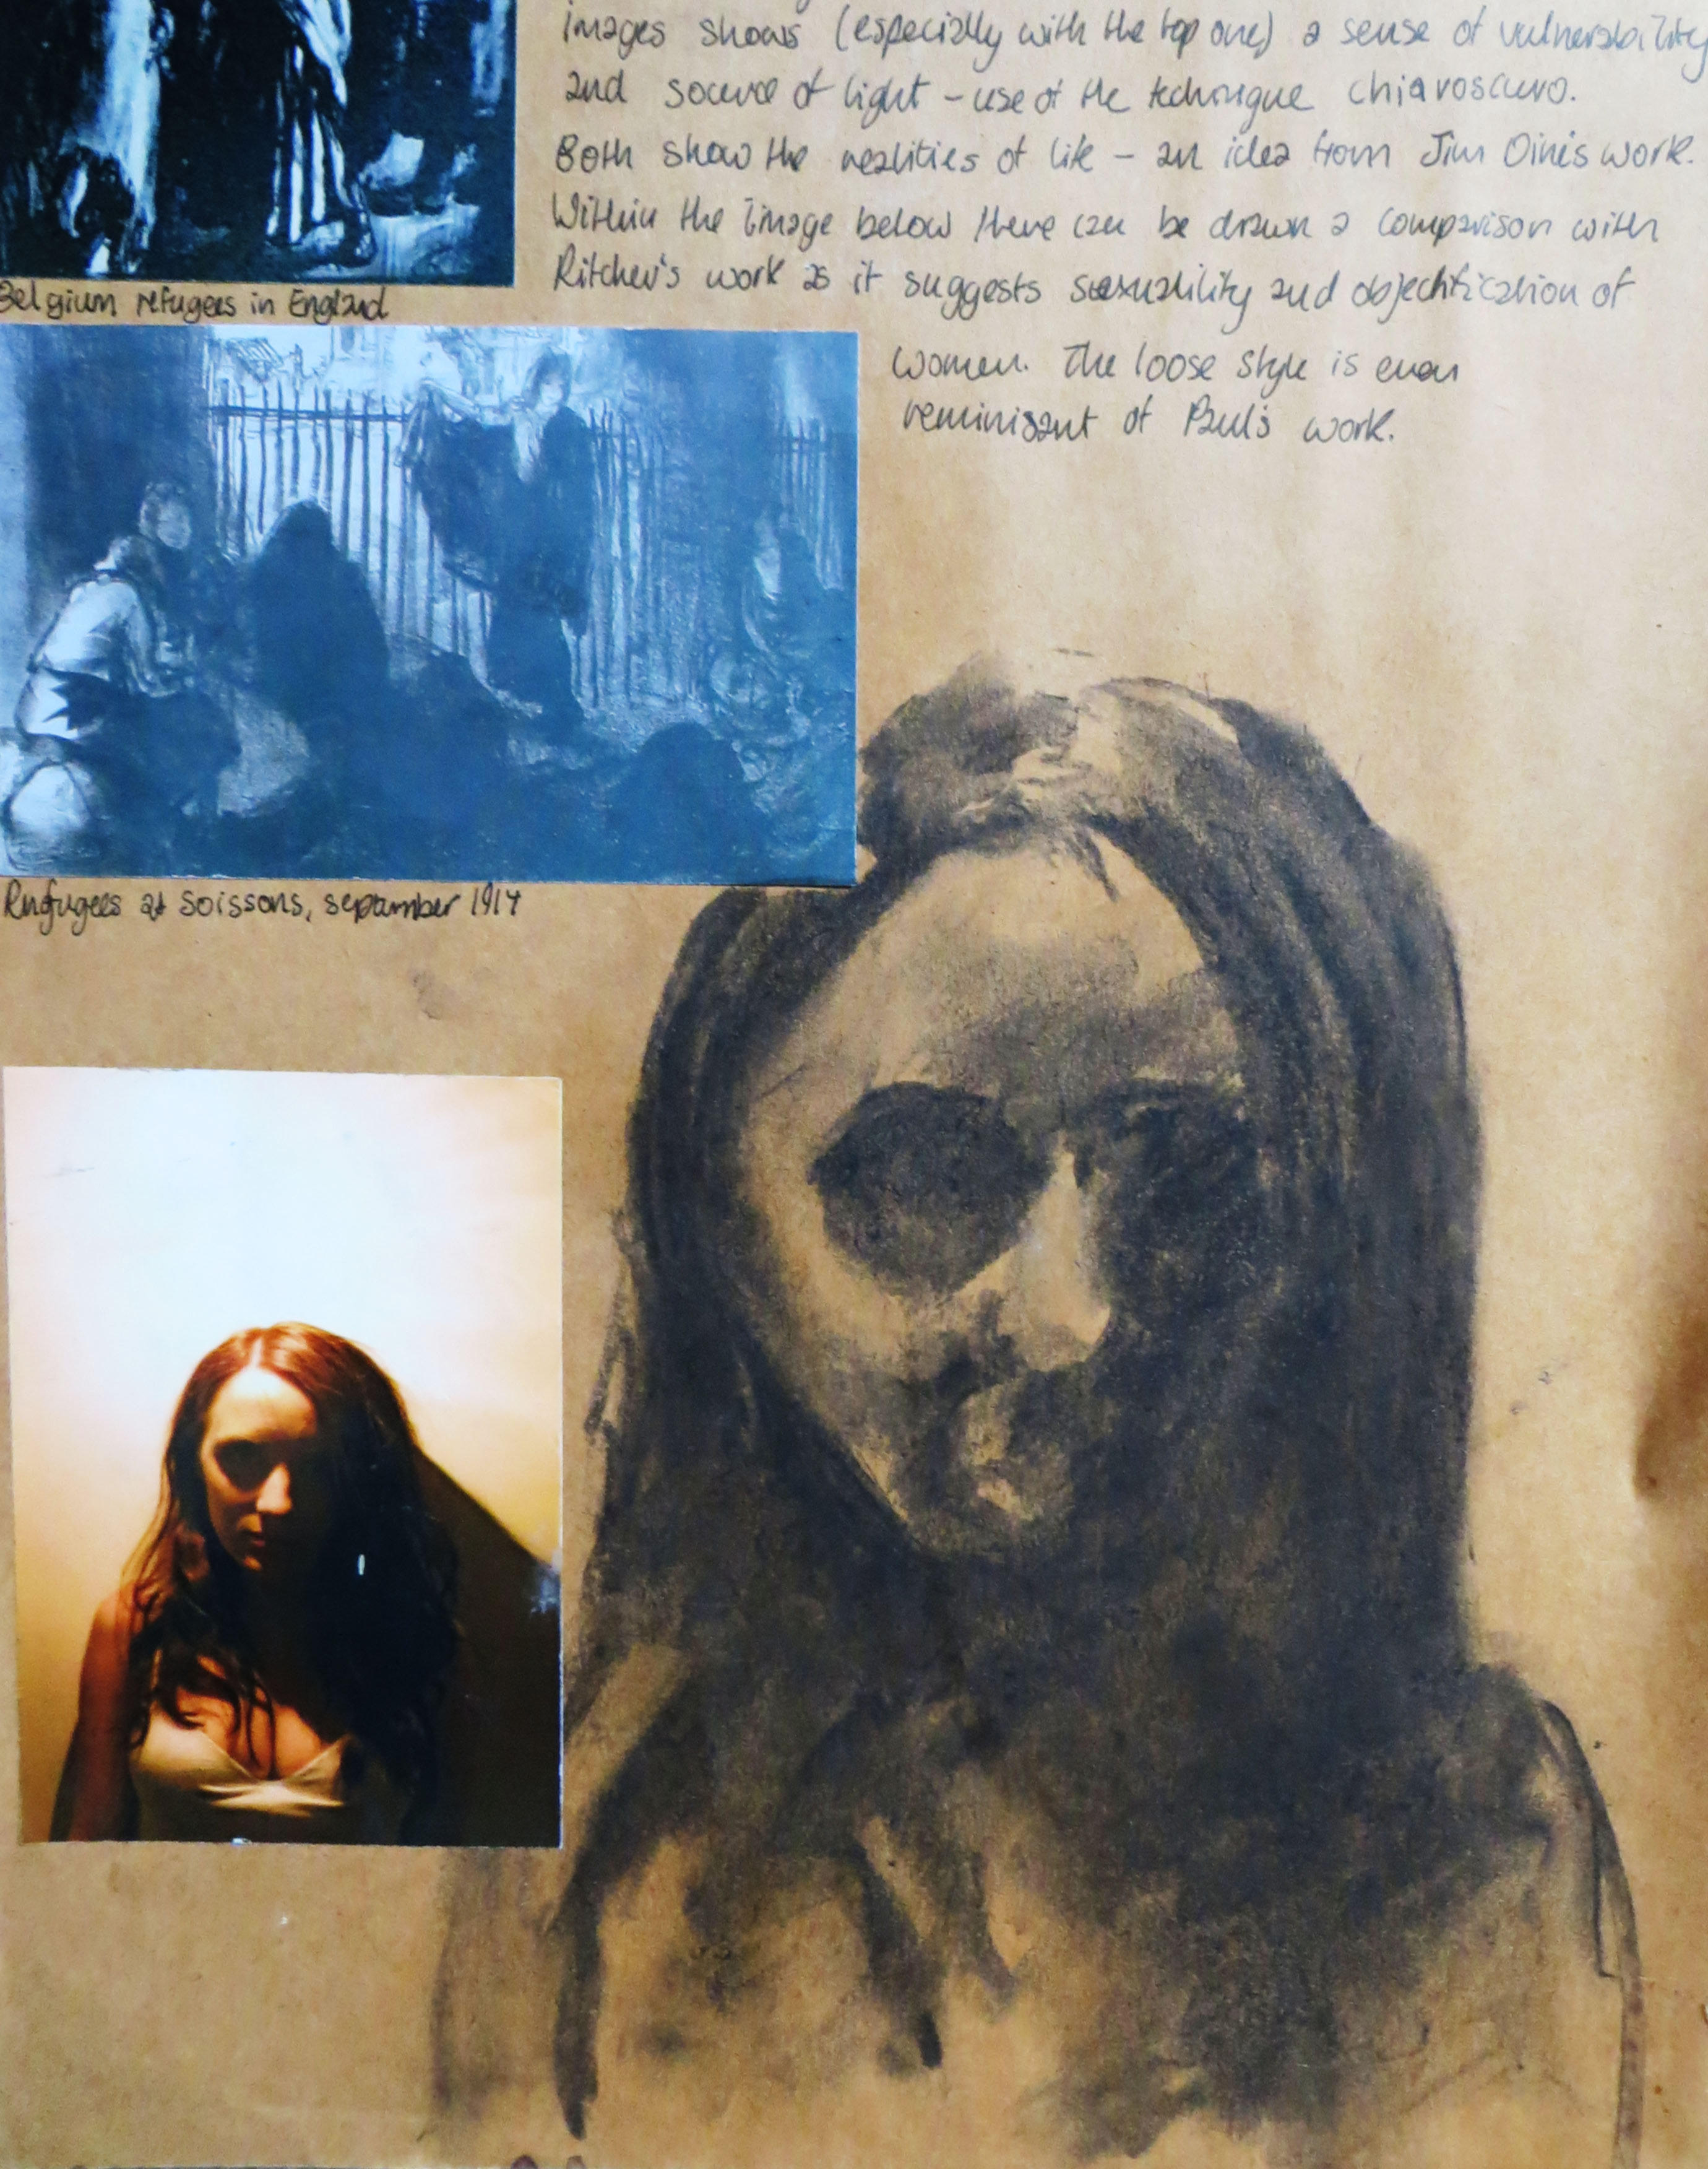 images shows (especially with the top one) a sense of vulnerability
and source of light - use of the technique chiaroscuro.
Both show the realities of life - an idea from Jim Dine's work.
Within the image below there can be drawn a comparison with
Ritcher's work as it suggests sexuality and objectification of
women. The loose style is even
reminisant of Paul's work.
Belgium refugees in England
Refugees at Soissons, september 1914